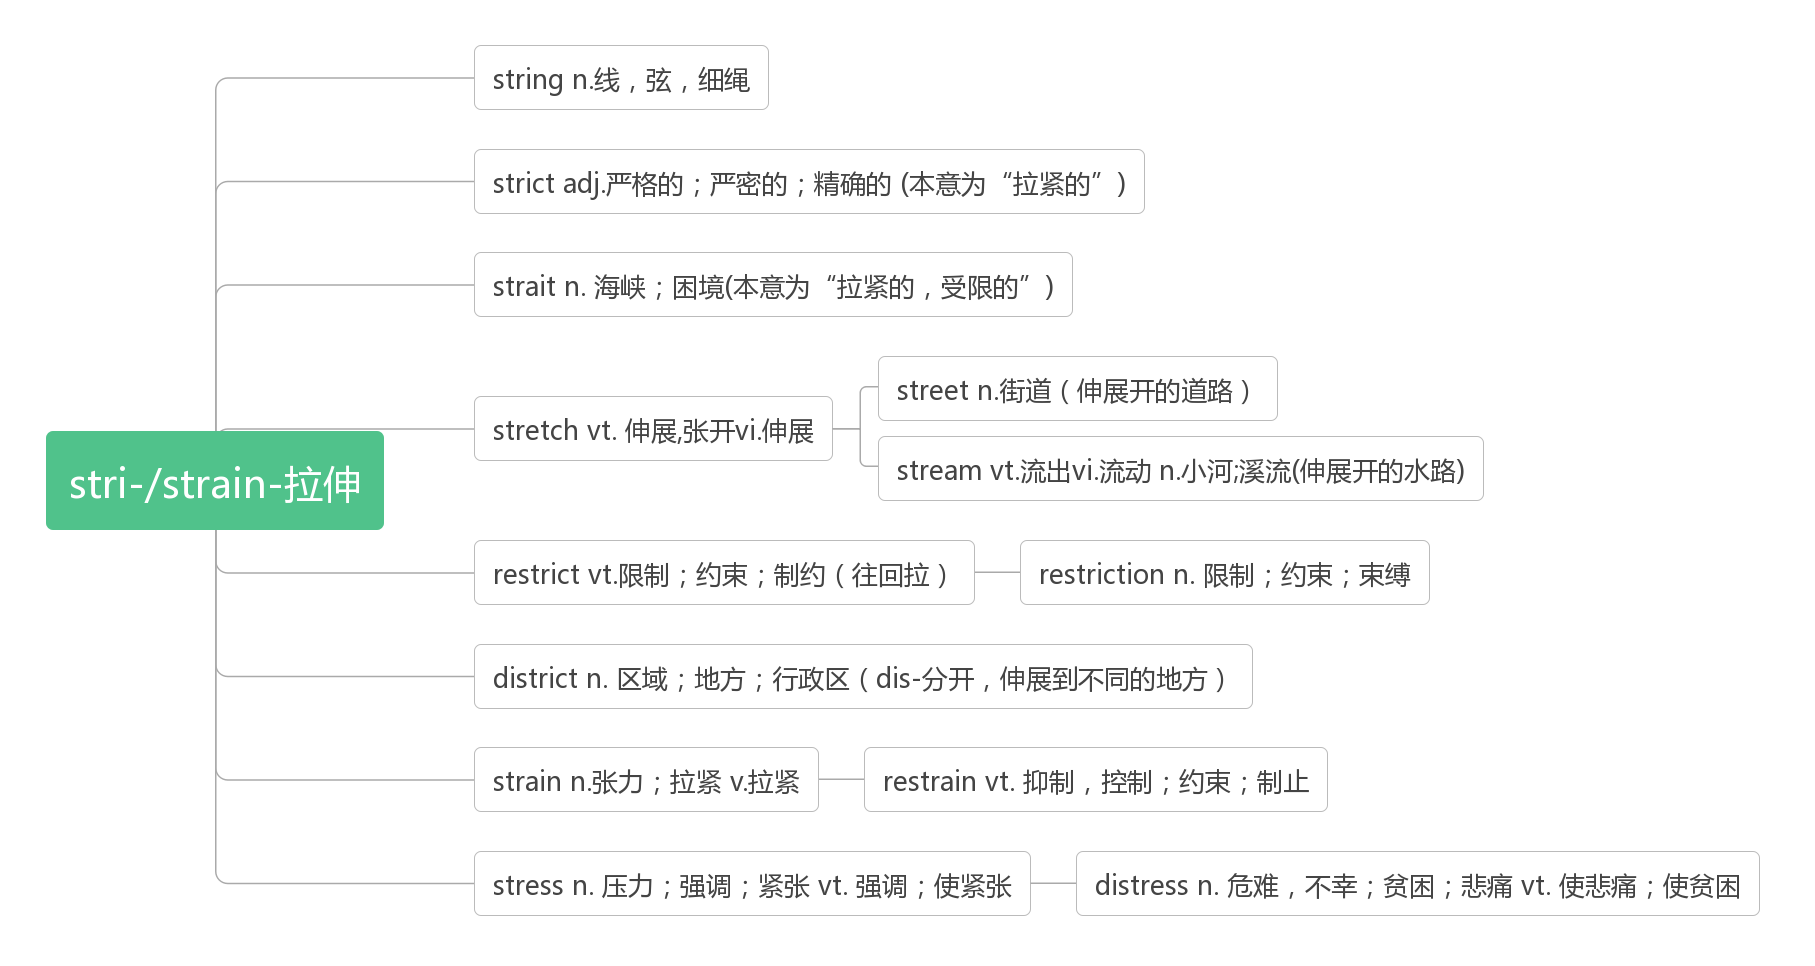 string n.线，弦，细绳
strict adj.严格的；严密的；精确的 (本意为“拉紧的”)
strait n. 海峡；困境(本意为“拉紧的，受限的”)
stretch vt. 伸展,张开vi.伸展
street n.街道（伸展开的道路）
stream vt.流出vi.流动 n.小河;溪流(伸展开的水路)
stri-/strain-拉伸
restrict vt.限制；约束；制约（往回拉）
restriction n. 限制；约束；束缚
district n. 区域；地方；行政区（dis-分开，伸展到不同的地方）
strain n.张力；拉紧 v.拉紧
restrain vt. 抑制，控制；约束；制止
stress n. 压力；强调；紧张 vt. 强调；使紧张
distress n. 危难，不幸；贫困；悲痛 vt. 使悲痛；使贫困